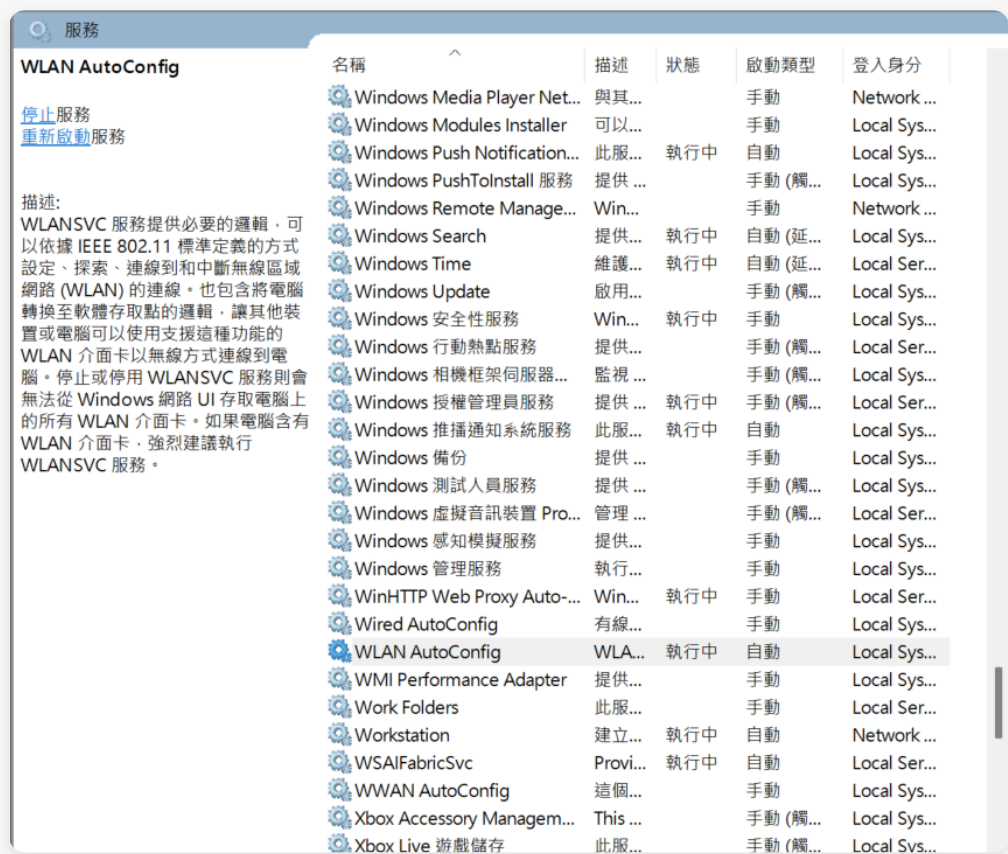 服務
WLAN AutoConfig
停止服務
重新啟動服務
描述:
WLANSVC 服務提供必要的邏輯，可
以依據 IEEE 802.11 標準定義的方式
設定、探索、連線到和中斷無線區域
網路 (WLAN) 的連線。也包含將電腦
轉換至軟體存取點的邏輯，讓其他裝
置或電腦可以使用支援這種功能的
WLAN 介面卡以無線方式連線到電
腦。停止或停用 WLANSVC 服務則會
無法從 Windows 網路 UI 存取電腦上
的所有 WLAN 介面卡。如果電腦含有
WLAN 介面卡，強烈建議執行
WLANSVC 服務。
名稱 描述 狀態 啟動類型 登入身分
Windows Media Player Net... 與其... 手動 Network ...
Windows Modules Installer 可以... 手動 Local Sys...
Windows Push Notification... 此服... 執行中 自動 Local Sys...
Windows PushToInstall 服務 提供 ... 手動 (觸... Local Sys...
Windows Remote Manage... Win... 手動 Network ...
Windows Search 提供... 執行中 自動 (延... Local Sys...
Windows Time 維護... 執行中 自動 (延... Local Ser...
Windows Update 啟用... 手動 (觸... Local Sys...
Windows 安全性服務 Win... 執行中 手動 Local Sys...
Windows 行動熱點服務 提供... 手動 (觸... Local Ser...
Windows 相機框架伺服器... 監視 ... 手動 (觸... Local Sys...
Windows 授權管理員服務 提供 ... 執行中 手動 (觸... Local Ser...
Windows 推播通知系統服務 此服... 執行中 自動 Local Sys...
Windows 備份 提供 ... 手動 Local Sys...
Windows 測試人員服務 提供 ... 手動 (觸... Local Sys...
Windows 虛擬音訊裝置 Pro... 管理 ... 手動 (觸... Local Ser...
Windows 感知模擬服務 提供... 手動 Local Sys...
Windows 管理服務 執行... 手動 Local Sys...
WinHTTP Web Proxy Auto-... Win... 執行中 手動 Local Ser...
Wired AutoConfig 有線... 手動 Local Sys...
WLAN AutoConfig WLA... 執行中 自動 Local Sys...
WMI Performance Adapter 提供... 手動 Local Sys...
Work Folders 此服... 手動 Local Ser...
Workstation 建立... 執行中 自動 Network ...
WSAIFabricSvc Provi... 執行中 自動 Local Ser...
WWAN AutoConfig 這個... 手動 Local Sys...
Xbox Accessory Managem... This ... 手動 (觸... Local Sys...
Xbox Live 遊戲儲存 此服... 手動 (觸... Local Sys...